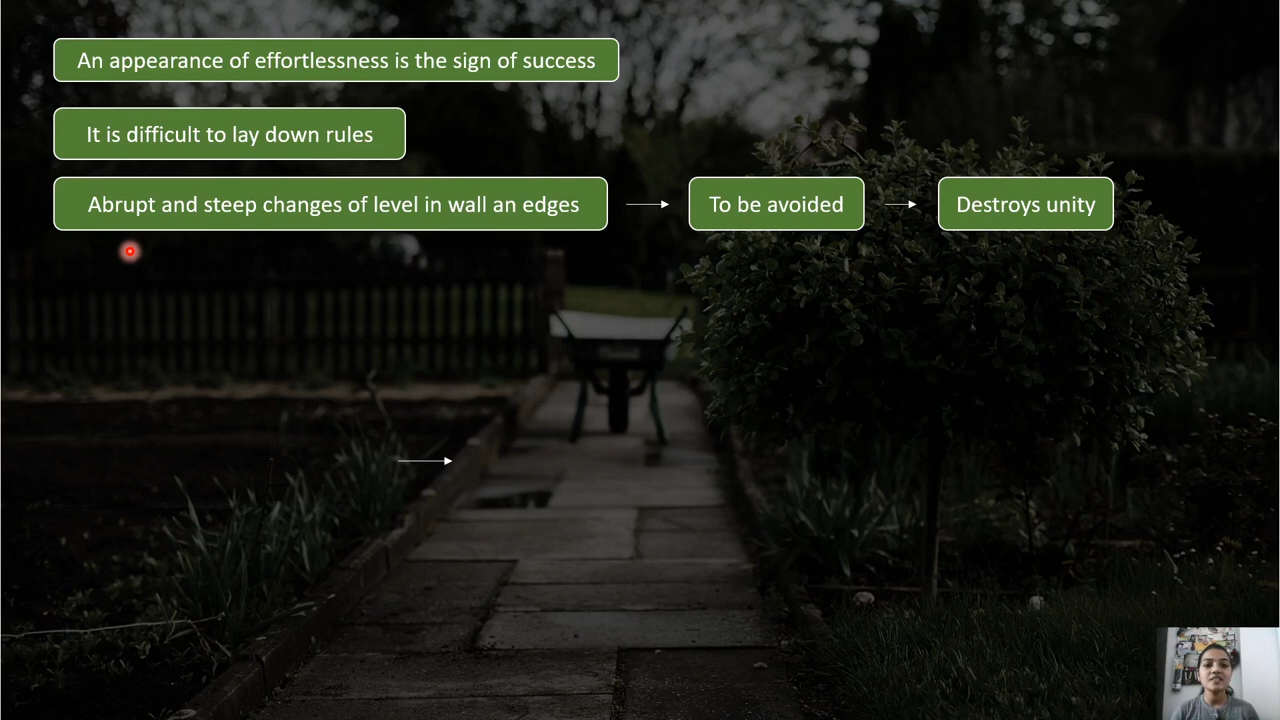 An appearance of effortlessness is the sign of success
It is difficult to lay down rules
Abrupt and steep changes of level in wall an edges
To be avoided
Destroys unity